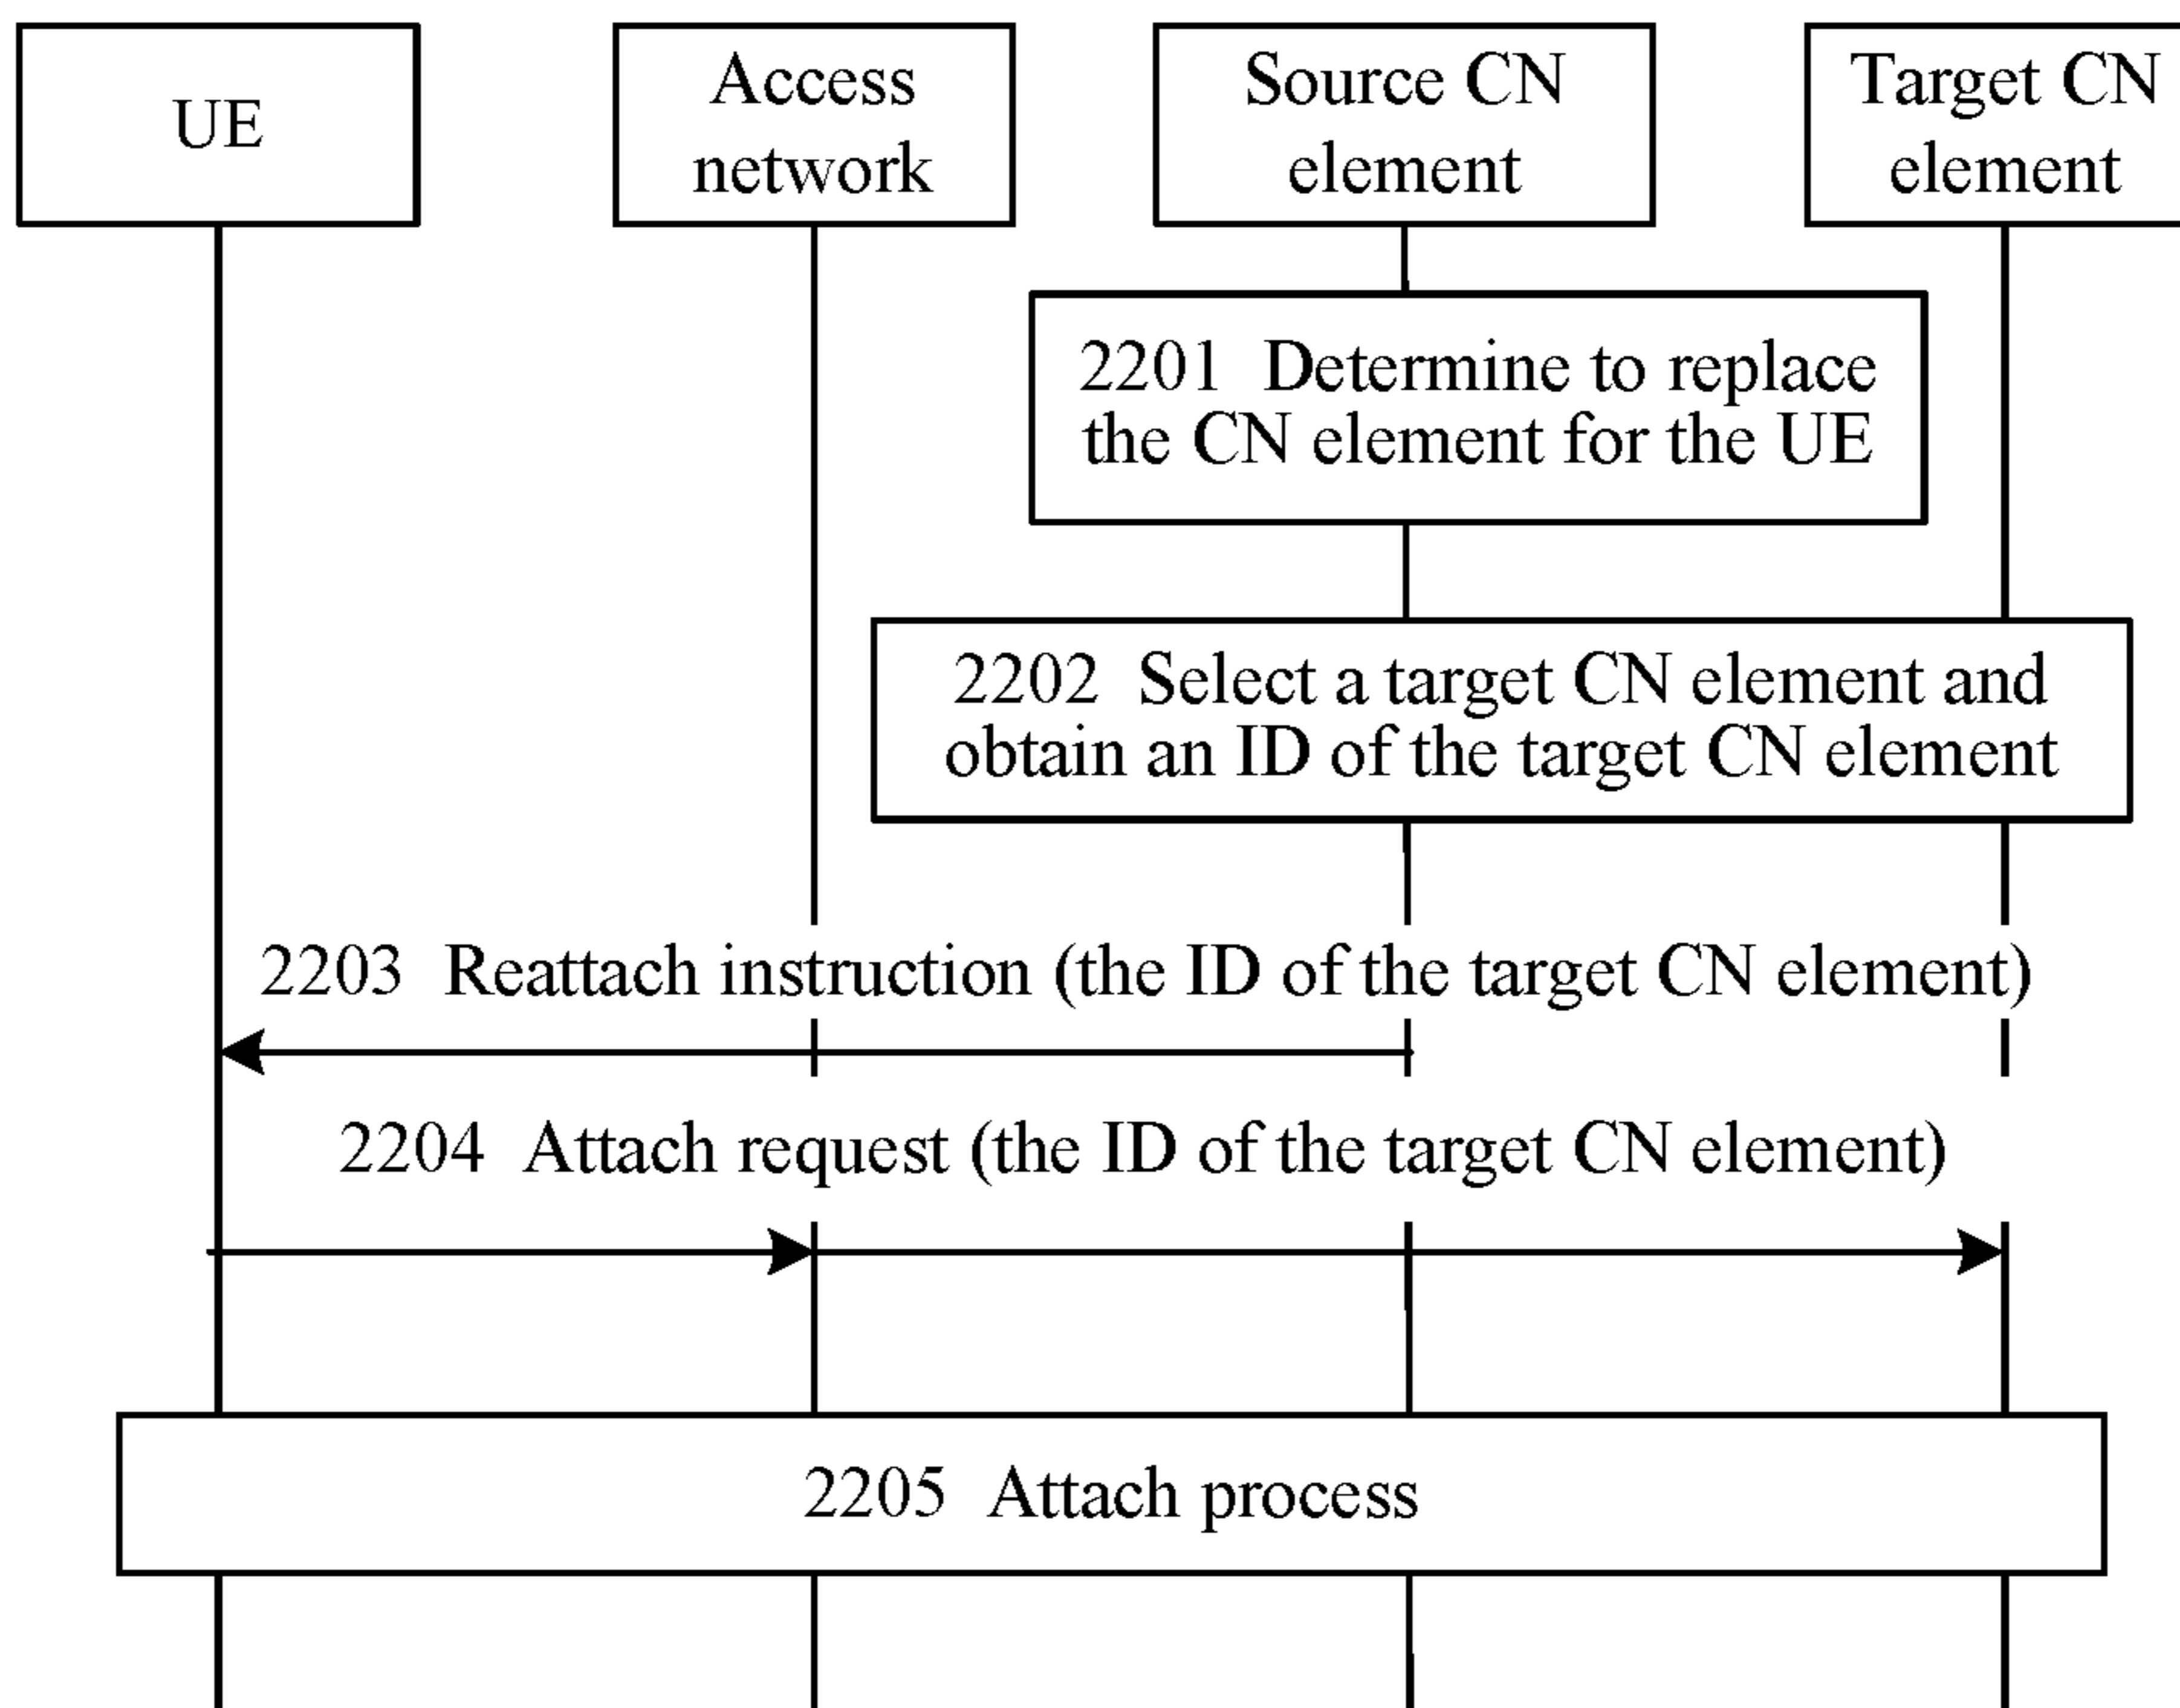 UE
Access
network
Source CN
element
Target CN
element
2201 Determine to replace
the CN element for the UE
2202 Select a target CN element and
obtain an ID of the target CN element
2203 Reattach instruction (the ID of the target CN element)
2204 Attach request (the ID of the target CN element)
2205 Attach process